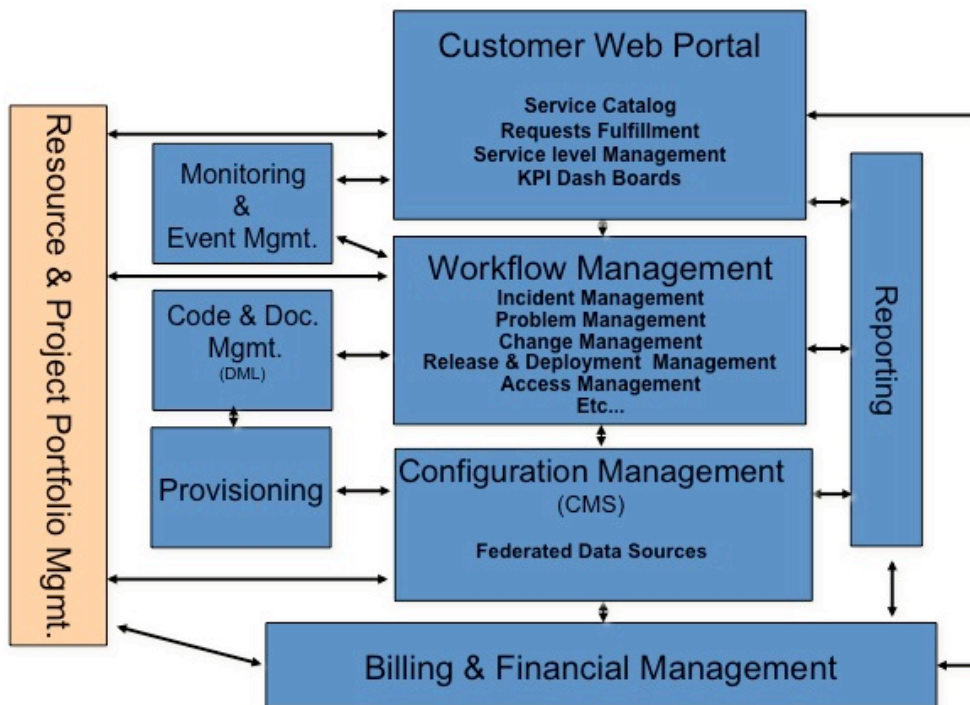 Customer Web Portal
Service Catalog
Requests Fulfillment
Service level Management
KPI Dash Boards
Resource & Project Portfolio Mgmt.
Monitoring
&
Event Mgmt.
Workflow Management
Incident Management
Problem Management
Change Management
Release & Deployment Management
Access Management
Etc...
Code & Doc.
Mgmt.
(DML)
Reporting
Provisioning
Configuration Management
(CMS)
Federated Data Sources
Billing & Financial Management